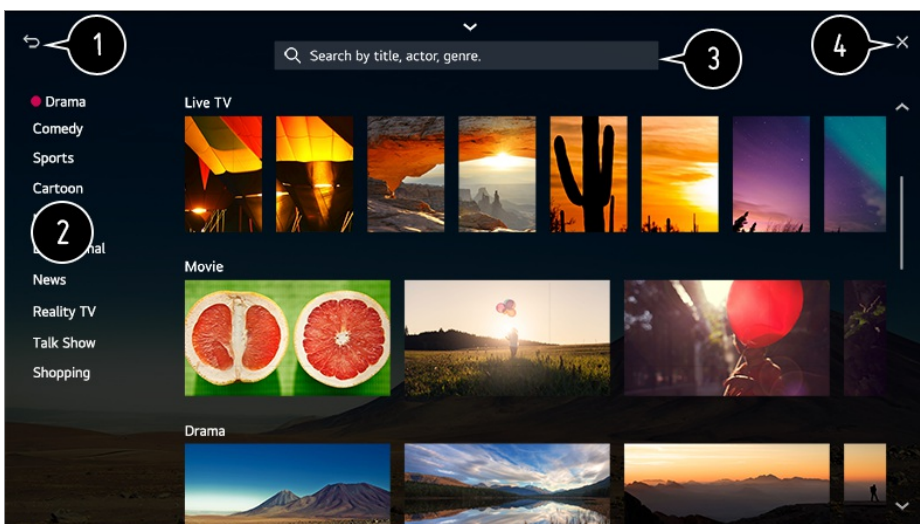 1
Search by title, actor, genre.
3
4
Drama
Comedy
Sports
Cartoon
2
News
Reality TV
Talk Show
Shopping
Live TV
Movie
Drama